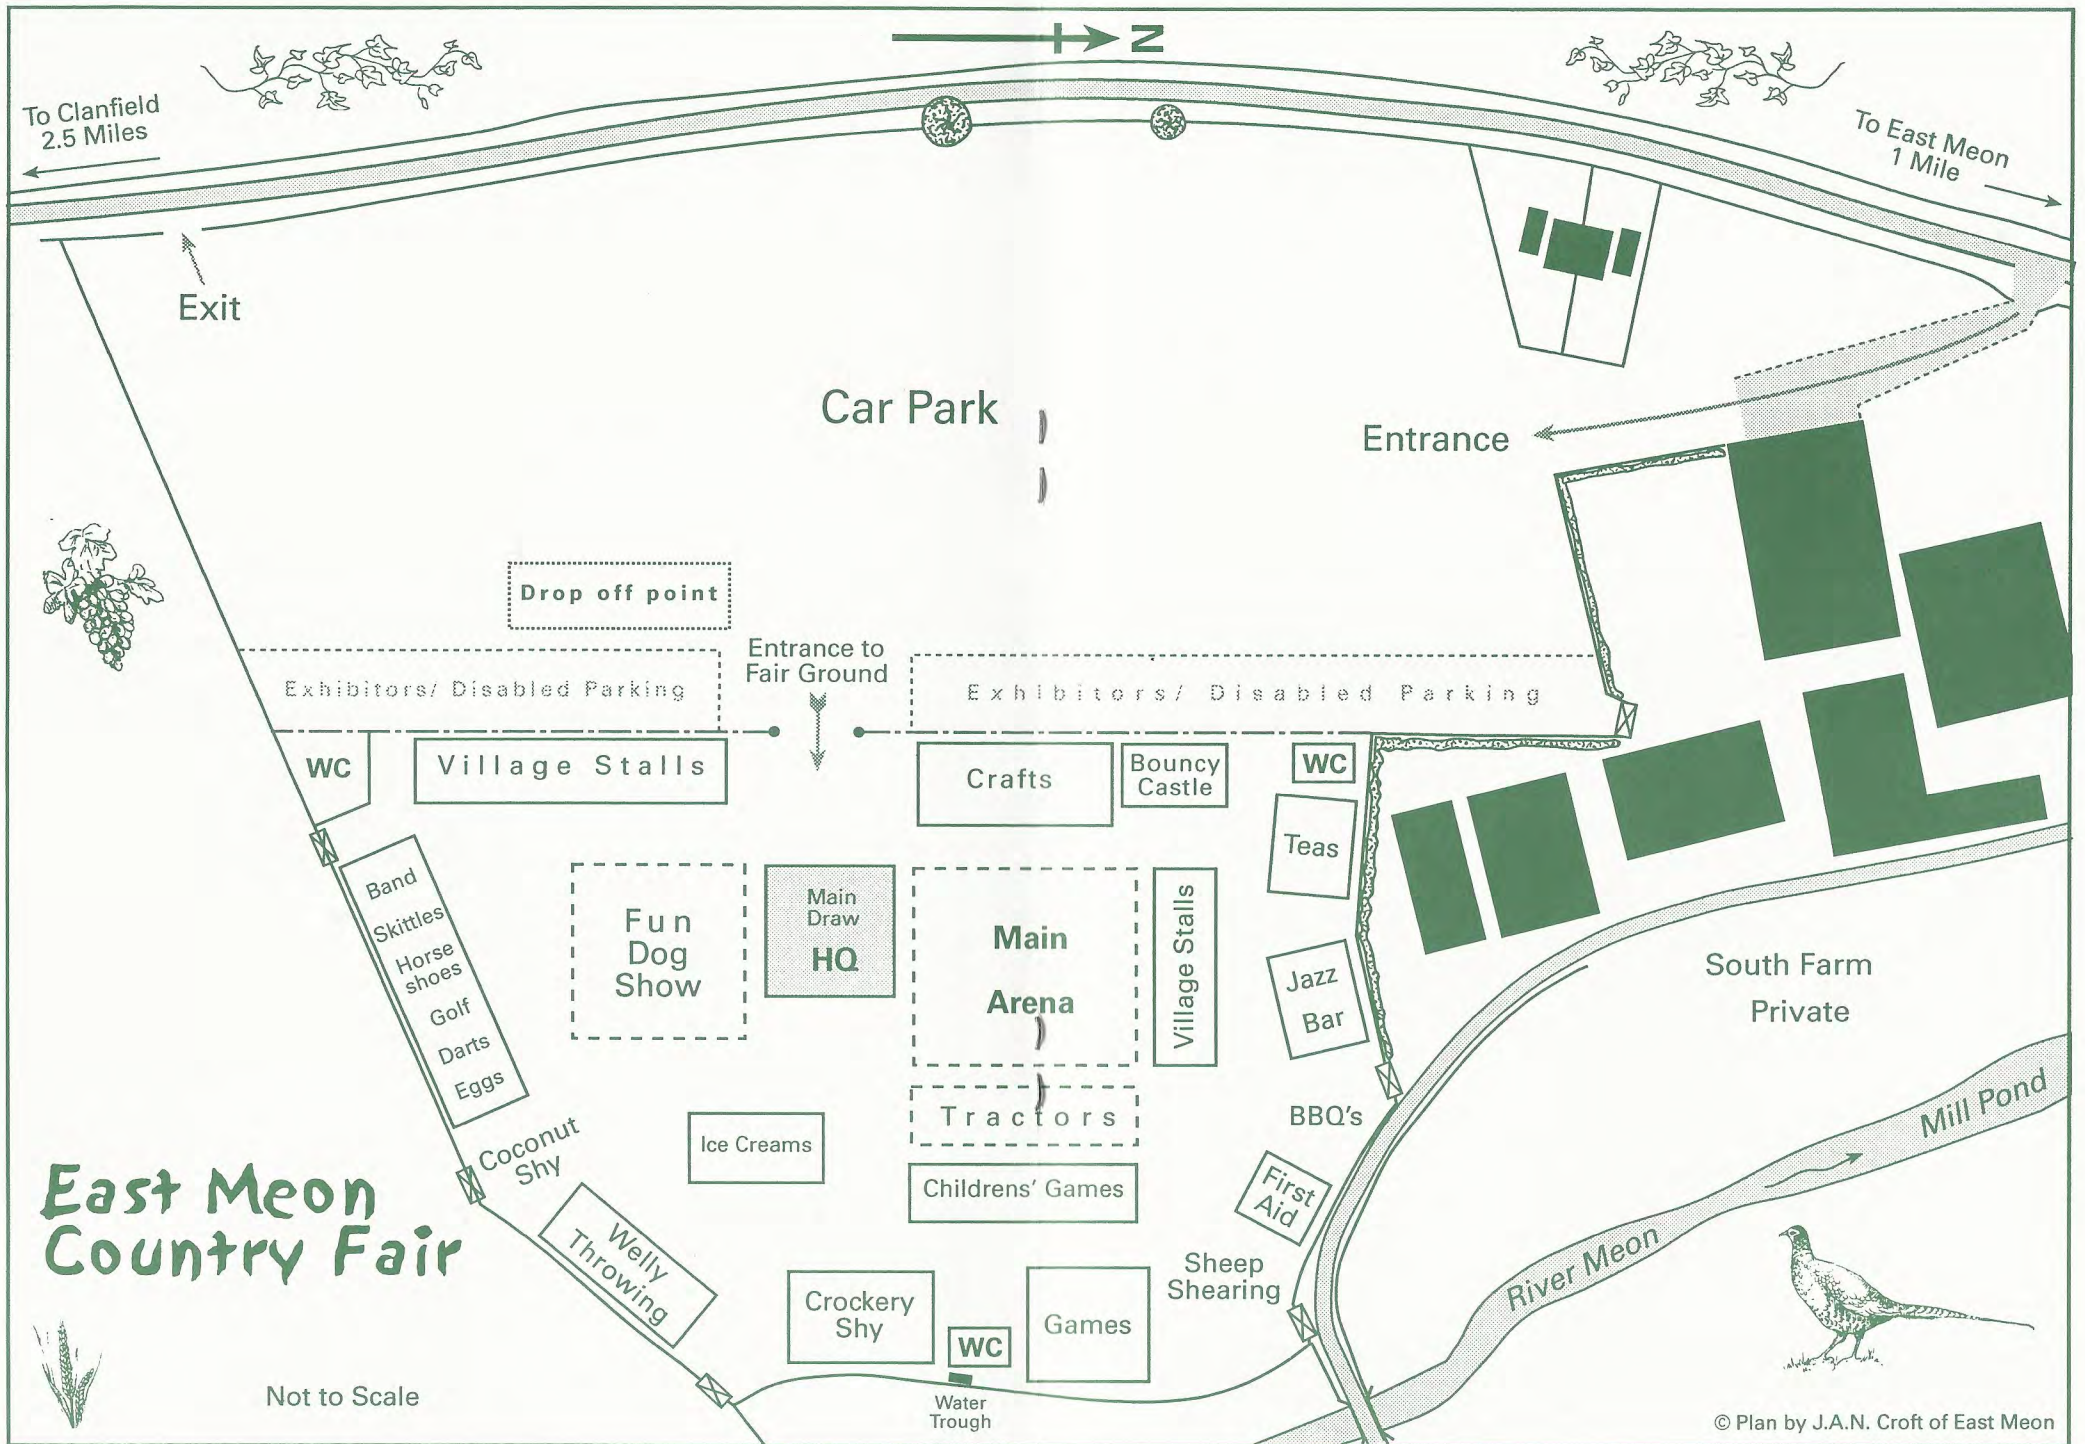 N
To Clanfield
2.5 Miles
To East Meon
1 Mile
Exit
Car Park
Entrance
Drop off point
Entrance to
Fair Ground
Exhibitors/ Disabled Parking
Exhibitors/ Disabled Parking
WC
Village Stalls
Crafts
Bouncy
Castle
WC
Teas
Band
Skittles
Horse
shoes
Golf
Darts
Eggs
Fun
Dog
Show
Main
Draw
HQ
Main
Arena
Village Stalls
Jazz
Bar
South Farm
Private
Tractors
BBQ's
Mill Pond
Coconut
Shy
Ice Creams
Childrens' Games
First
Aid
East Meon
Country Fair
Welly
Throwing
Sheep
Shearing
River Meon
Crockery
Shy
WC
Games
Water
Trough
Not to Scale
© Plan by J.A.N. Croft of East Meon